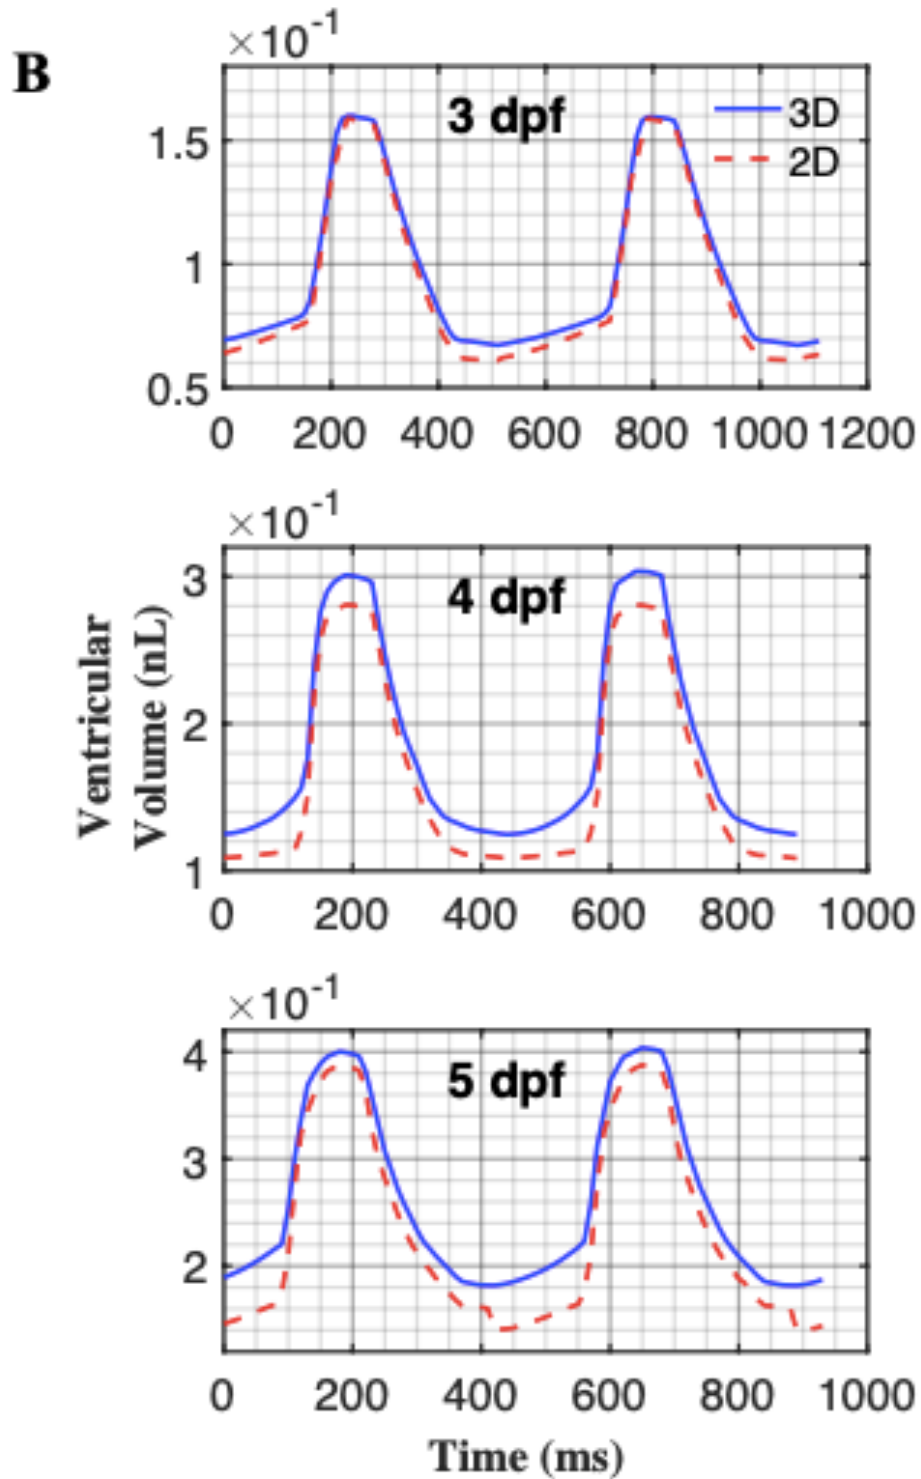 B
×10⁻¹
3 dpf
3D
2D
1.5
1
0.5
0 200 400 600 800 1000 1200
×10⁻¹
4 dpf
3
2
1
0 200 400 600 800 1000
Ventricular
Volume (nL)
×10⁻¹
5 dpf
4
3
2
0 200 400 600 800 1000
Time (ms)